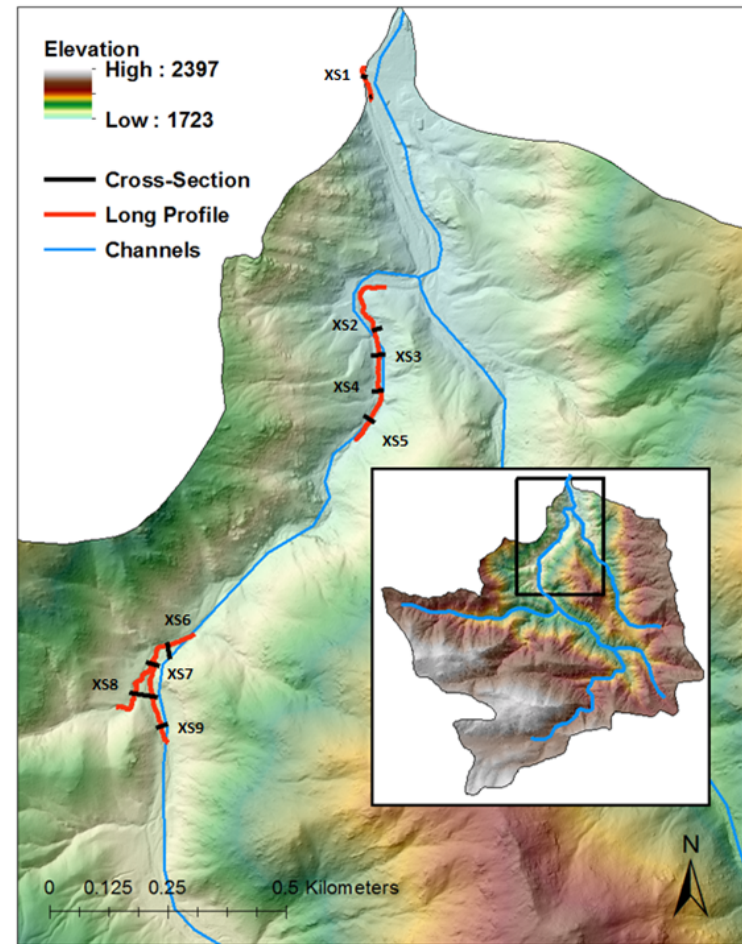 Elevation
High : 2397
Low : 1723
Cross-Section
Long Profile
Channels
XS1
XS2
XS3
XS4
XS5
XS6
XS7
XS8
XS9
N
0 0.125 0.25 0.5 Kilometers